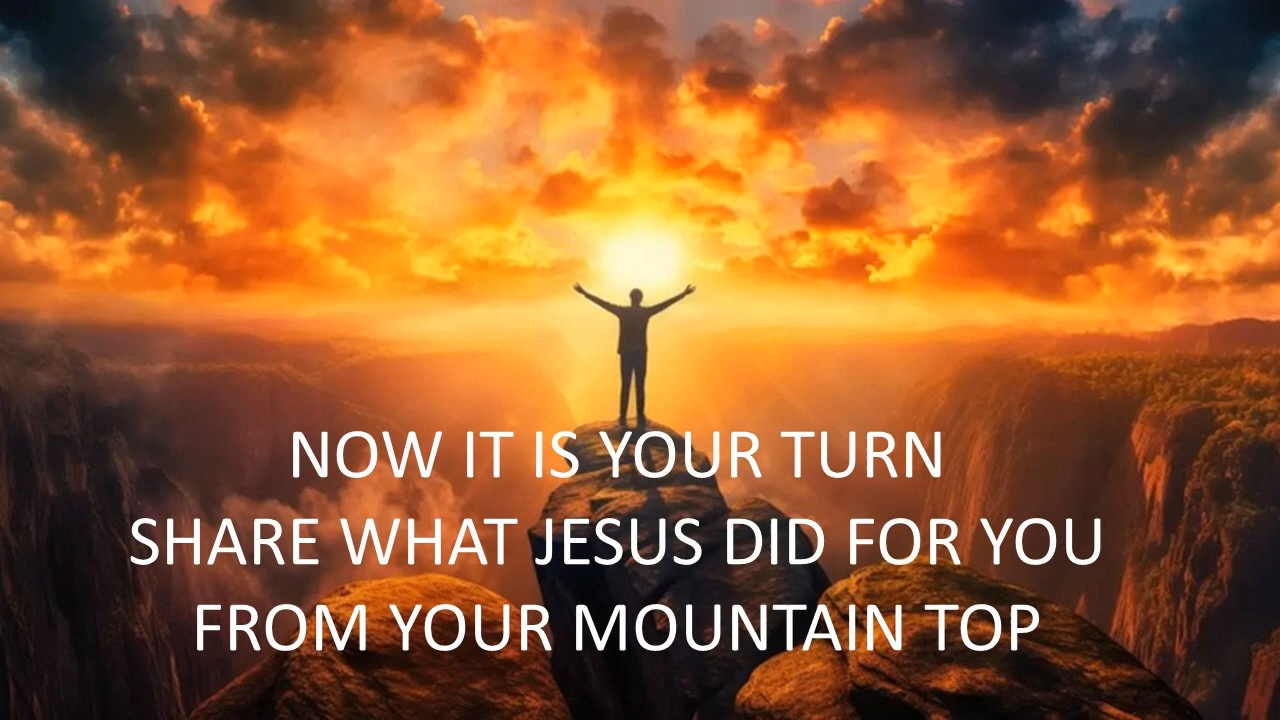 NOW IT IS YOUR TURN
SHARE WHAT JESUS DID FOR YOU
FROM YOUR MOUNTAIN TOP